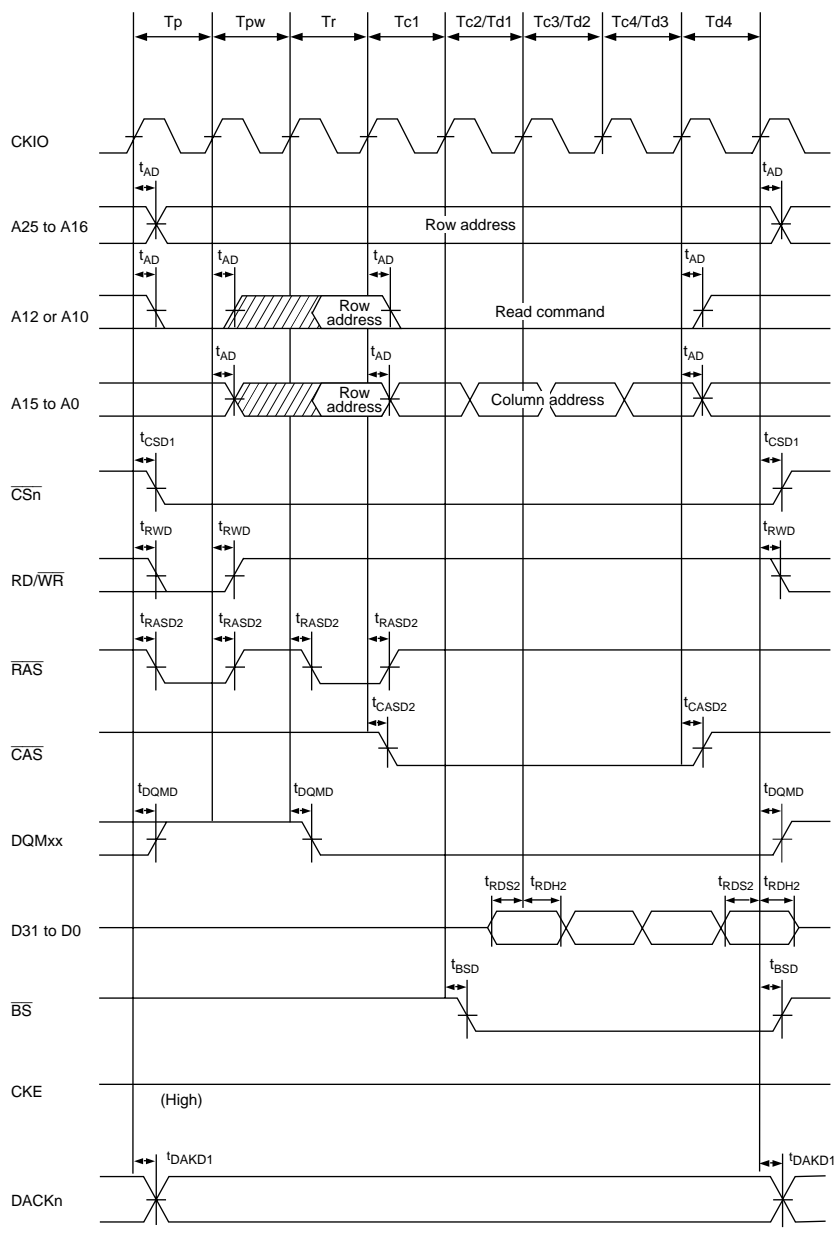 Tp Tpw Tr Tc1 Tc2/Td1 Tc3/Td2 Tc4/Td3 Td4
CKIO
tAD tAD
A25 to A16 Row address
tAD tAD tAD tAD
A12 or A10 Row address Read command
tAD tAD tAD
A15 to A0 Row address Column address
tCSD1 tCSD1
CSn
tRWD tRWD tRWD
RD/WR
tRASD2 tRASD2 tRASD2 tRASD2
RAS
tCASD2 tCASD2
CAS
tDQMD tDQMD tDQMD
DQMxx
tRDS2 tRDH2 tRDS2 tRDH2
D31 to D0
tBSD tBSD
BS
CKE
(High)
tDAKD1 tDAKD1
DACKn